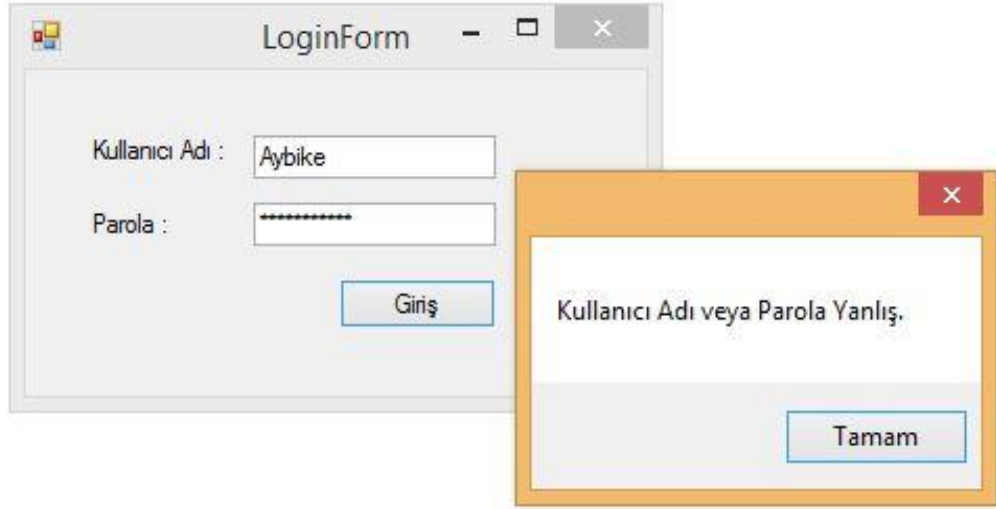 LoginForm
Kullanıcı Adı : Aybike
Parola : ***********
Giriş
Kullanıcı Adı veya Parola Yanlış.
Tamam